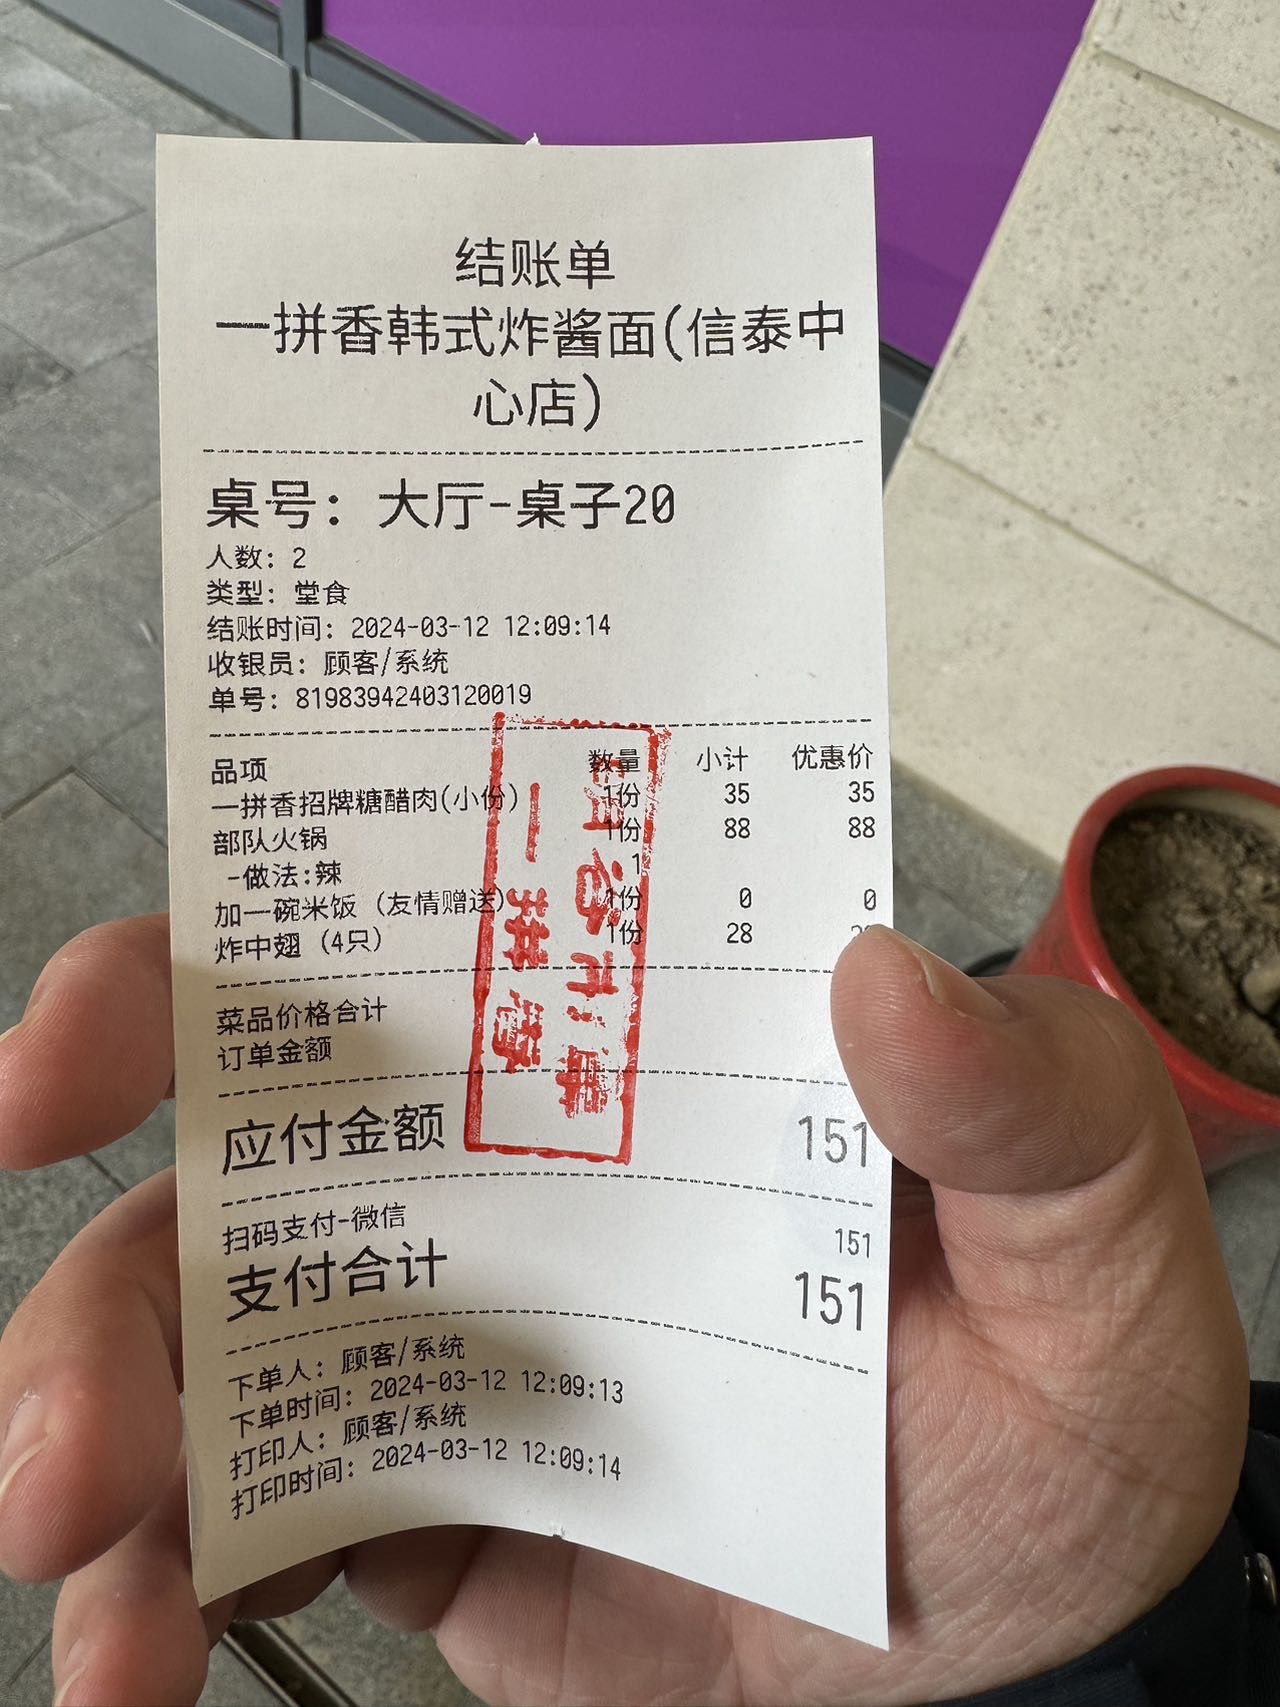 结账单
一拼香韩式炸酱面(信泰中
心店)
桌号: 大厅-桌子20
人数: 2
类型: 堂食
结账时间: 2024-03-12 12:09:14
收银员: 顾客/系统
单号: 81983942403120019
品项 数量 小计 优惠价
一拼香招牌糖醋肉(小份) 1份 35 35
部队火锅 1份 88 88
-做法:辣 1
加一碗米饭 (友情赠送) 1份 0 0
炸中翅 (4只) 1份 28
菜品价格合计
订单金额
应付金额 151
扫码支付-微信 151
支付合计 151
下单人: 顾客/系统
下单时间: 2024-03-12 12:09:13
打印人: 顾客/系统
打印时间: 2024-03-12 12:09:14
一拼香